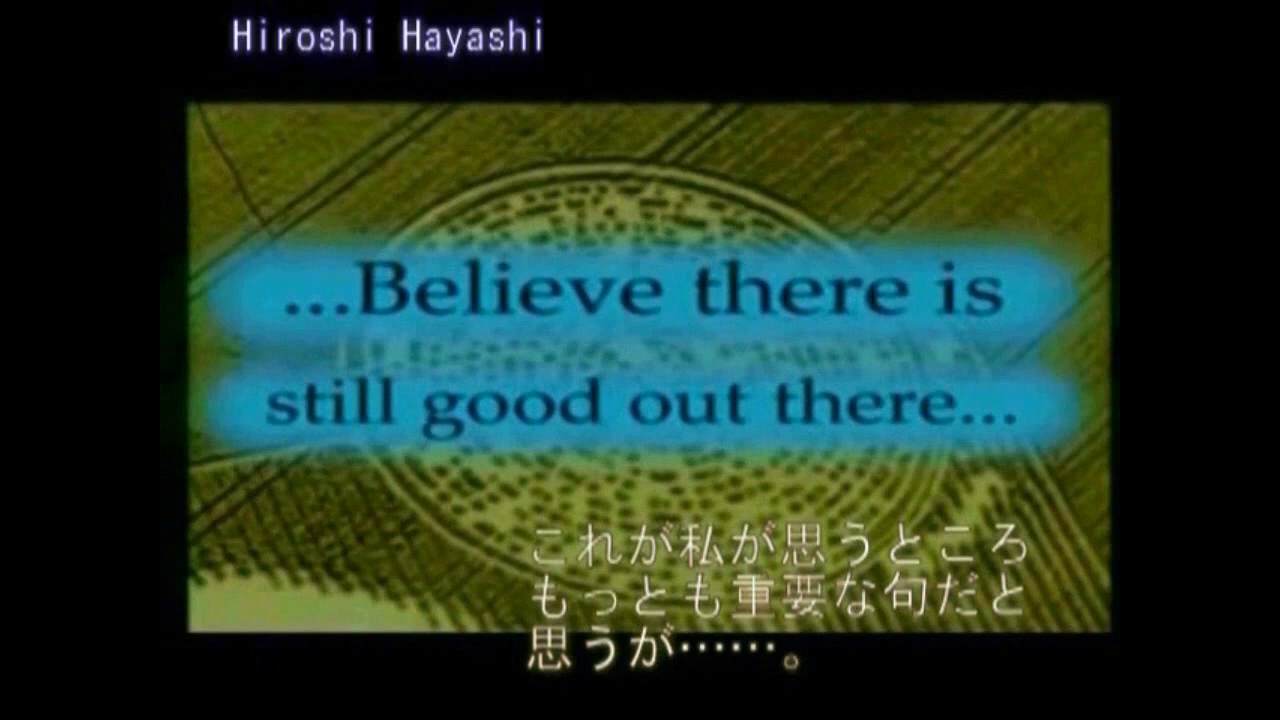 Hiroshi Hayashi
...Believe there is
still good out there...
これが私が思うところ
もっとも重要な句だと
思うが……。